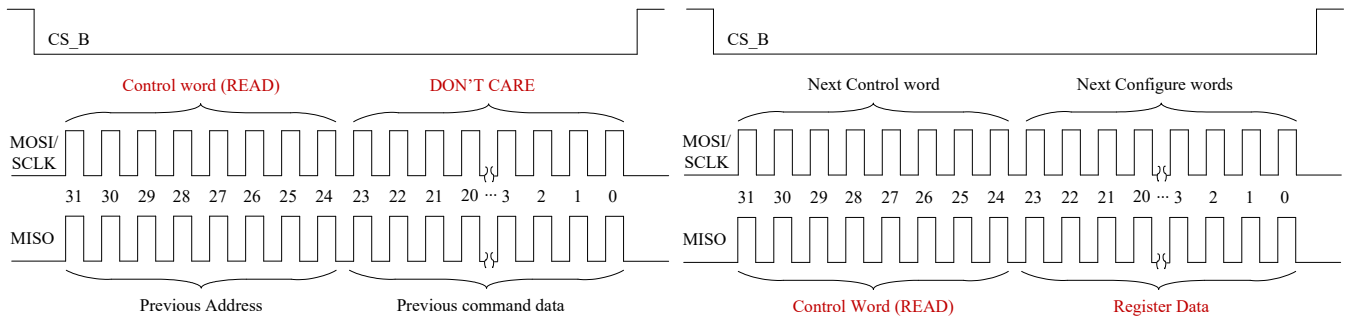 CS_B
Control word (READ) DON'T CARE
MOSI/
SCLK
31 30 29 28 27 26 25 24 23 22 21 20 ··· 3 2 1 0
MISO
Previous Address Previous command data
CS_B
Next Control word Next Configure words
MOSI/
SCLK
31 30 29 28 27 26 25 24 23 22 21 20 ··· 3 2 1 0
MISO
Control Word (READ) Register Data